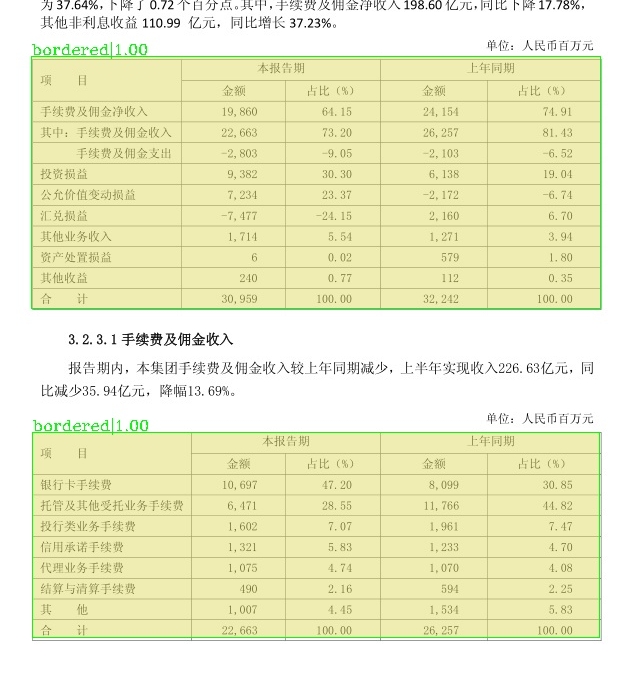 为 37.64%，下降了 0.72 个百分点。其中，手续费及佣金净收入 198.60 亿元，同比下降 17.78%，
其他非利息收益 110.99 亿元，同比增长 37.23%。
bordered|1.00
单位：人民币百万元
项 目 本报告期 上年同期
金额 占比（%） 金额 占比（%）
手续费及佣金净收入 19,860 64.15 24,154 74.91
其中：手续费及佣金收入 22,663 73.20 26,257 81.43
手续费及佣金支出 -2,803 -9.05 -2,103 -6.52
投资损益 9,382 30.30 6,138 19.04
公允价值变动损益 7,234 23.37 -2,172 -6.74
汇兑损益 -7,477 -24.15 2,160 6.70
其他业务收入 1,714 5.54 1,271 3.94
资产处置损益 6 0.02 579 1.80
其他收益 240 0.77 112 0.35
合 计 30,959 100.00 32,242 100.00
3.2.3.1 手续费及佣金收入
报告期内，本集团手续费及佣金收入较上年同期减少，上半年实现收入226.63亿元，同
比减少35.94亿元，降幅13.69%。
bordered|1.00
单位：人民币百万元
项 目 本报告期 上年同期
金额 占比（%） 金额 占比（%）
银行卡手续费 10,697 47.20 8,099 30.85
托管及其他受托业务手续费 6,471 28.55 11,766 44.82
投行类业务手续费 1,602 7.07 1,961 7.47
信用承诺手续费 1,321 5.83 1,233 4.70
代理业务手续费 1,075 4.74 1,070 4.08
结算与清算手续费 490 2.16 594 2.25
其 他 1,007 4.45 1,534 5.83
合 计 22,663 100.00 26,257 100.00